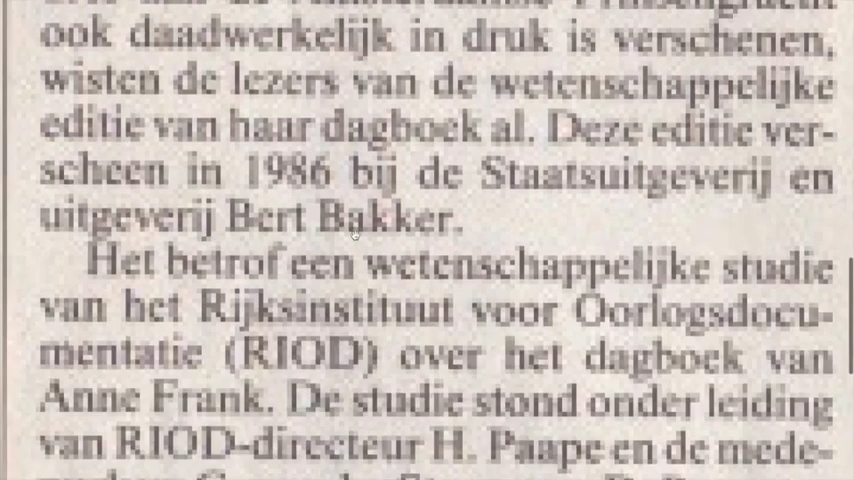 ook daadwerkelijk in druk is verschenen,
wisten de lezers van de wetenschappelijke
editie van haar dagboek al. Deze editie ver-
scheen in 1986 bij de Staatsuitgeverij en
uitgeverij Bert Bakker.
Het betrof een wetenschappelijke studie
van het Rijksinstituut voor Oorlogsdocu-
mentatie (RIOD) over het dagboek van
Anne Frank. De studie stond onder leiding
van RIOD-directeur H. Paape en de mede-